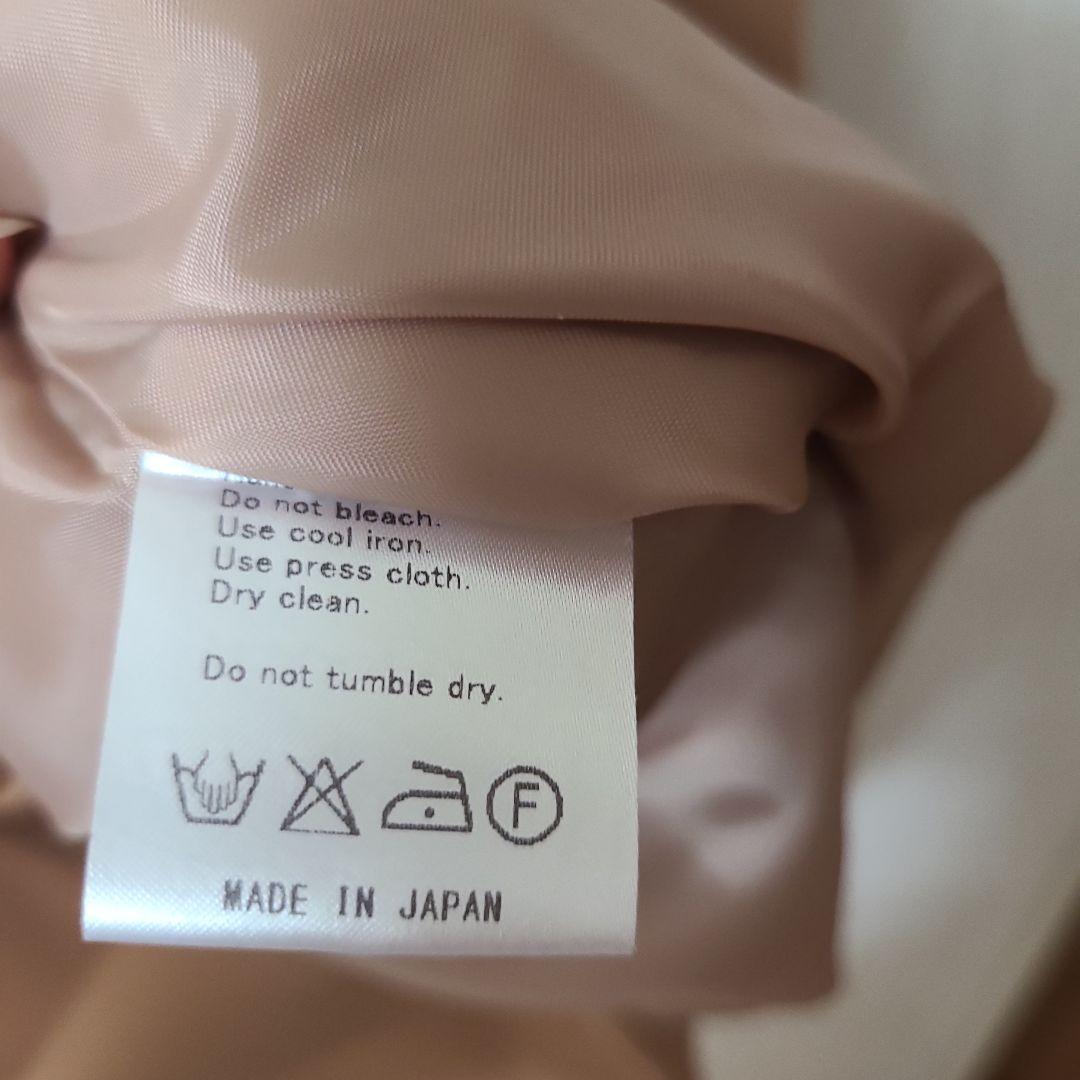 Do not bleach.
Use cool iron.
Use press cloth.
Dry clean.
Do not tumble dry.
F
MADE IN JAPAN